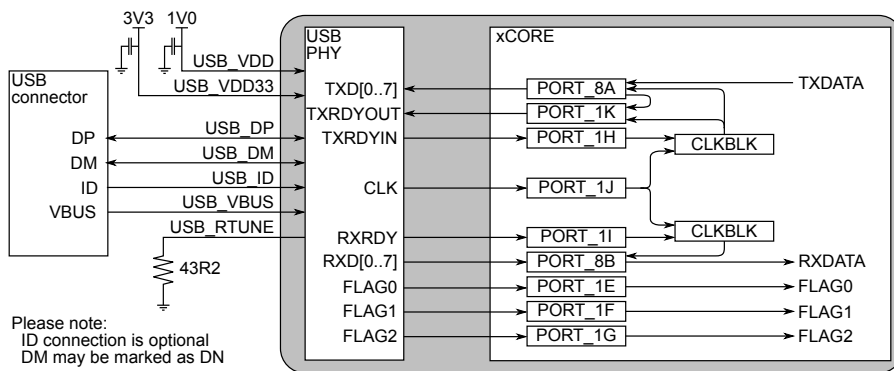 3V3 1V0
USB_VDD
USB_VDD33
USB
connector
DP
DM
ID
VBUS
USB_DP
USB_DM
USB_ID
USB_VBUS
USB_RTUNE
43R2
Please note:
ID connection is optional
DM may be marked as DN
USB
PHY
TXD[0..7]
TXRDYOUT
TXRDYIN
CLK
RXRDY
RXD[0..7]
FLAG0
FLAG1
FLAG2
xCORE
PORT_8A
PORT_1K
PORT_1H
PORT_1J
PORT_1I
PORT_8B
PORT_1E
PORT_1F
PORT_1G
CLKBLK
CLKBLK
TXDATA
RXDATA
FLAG0
FLAG1
FLAG2